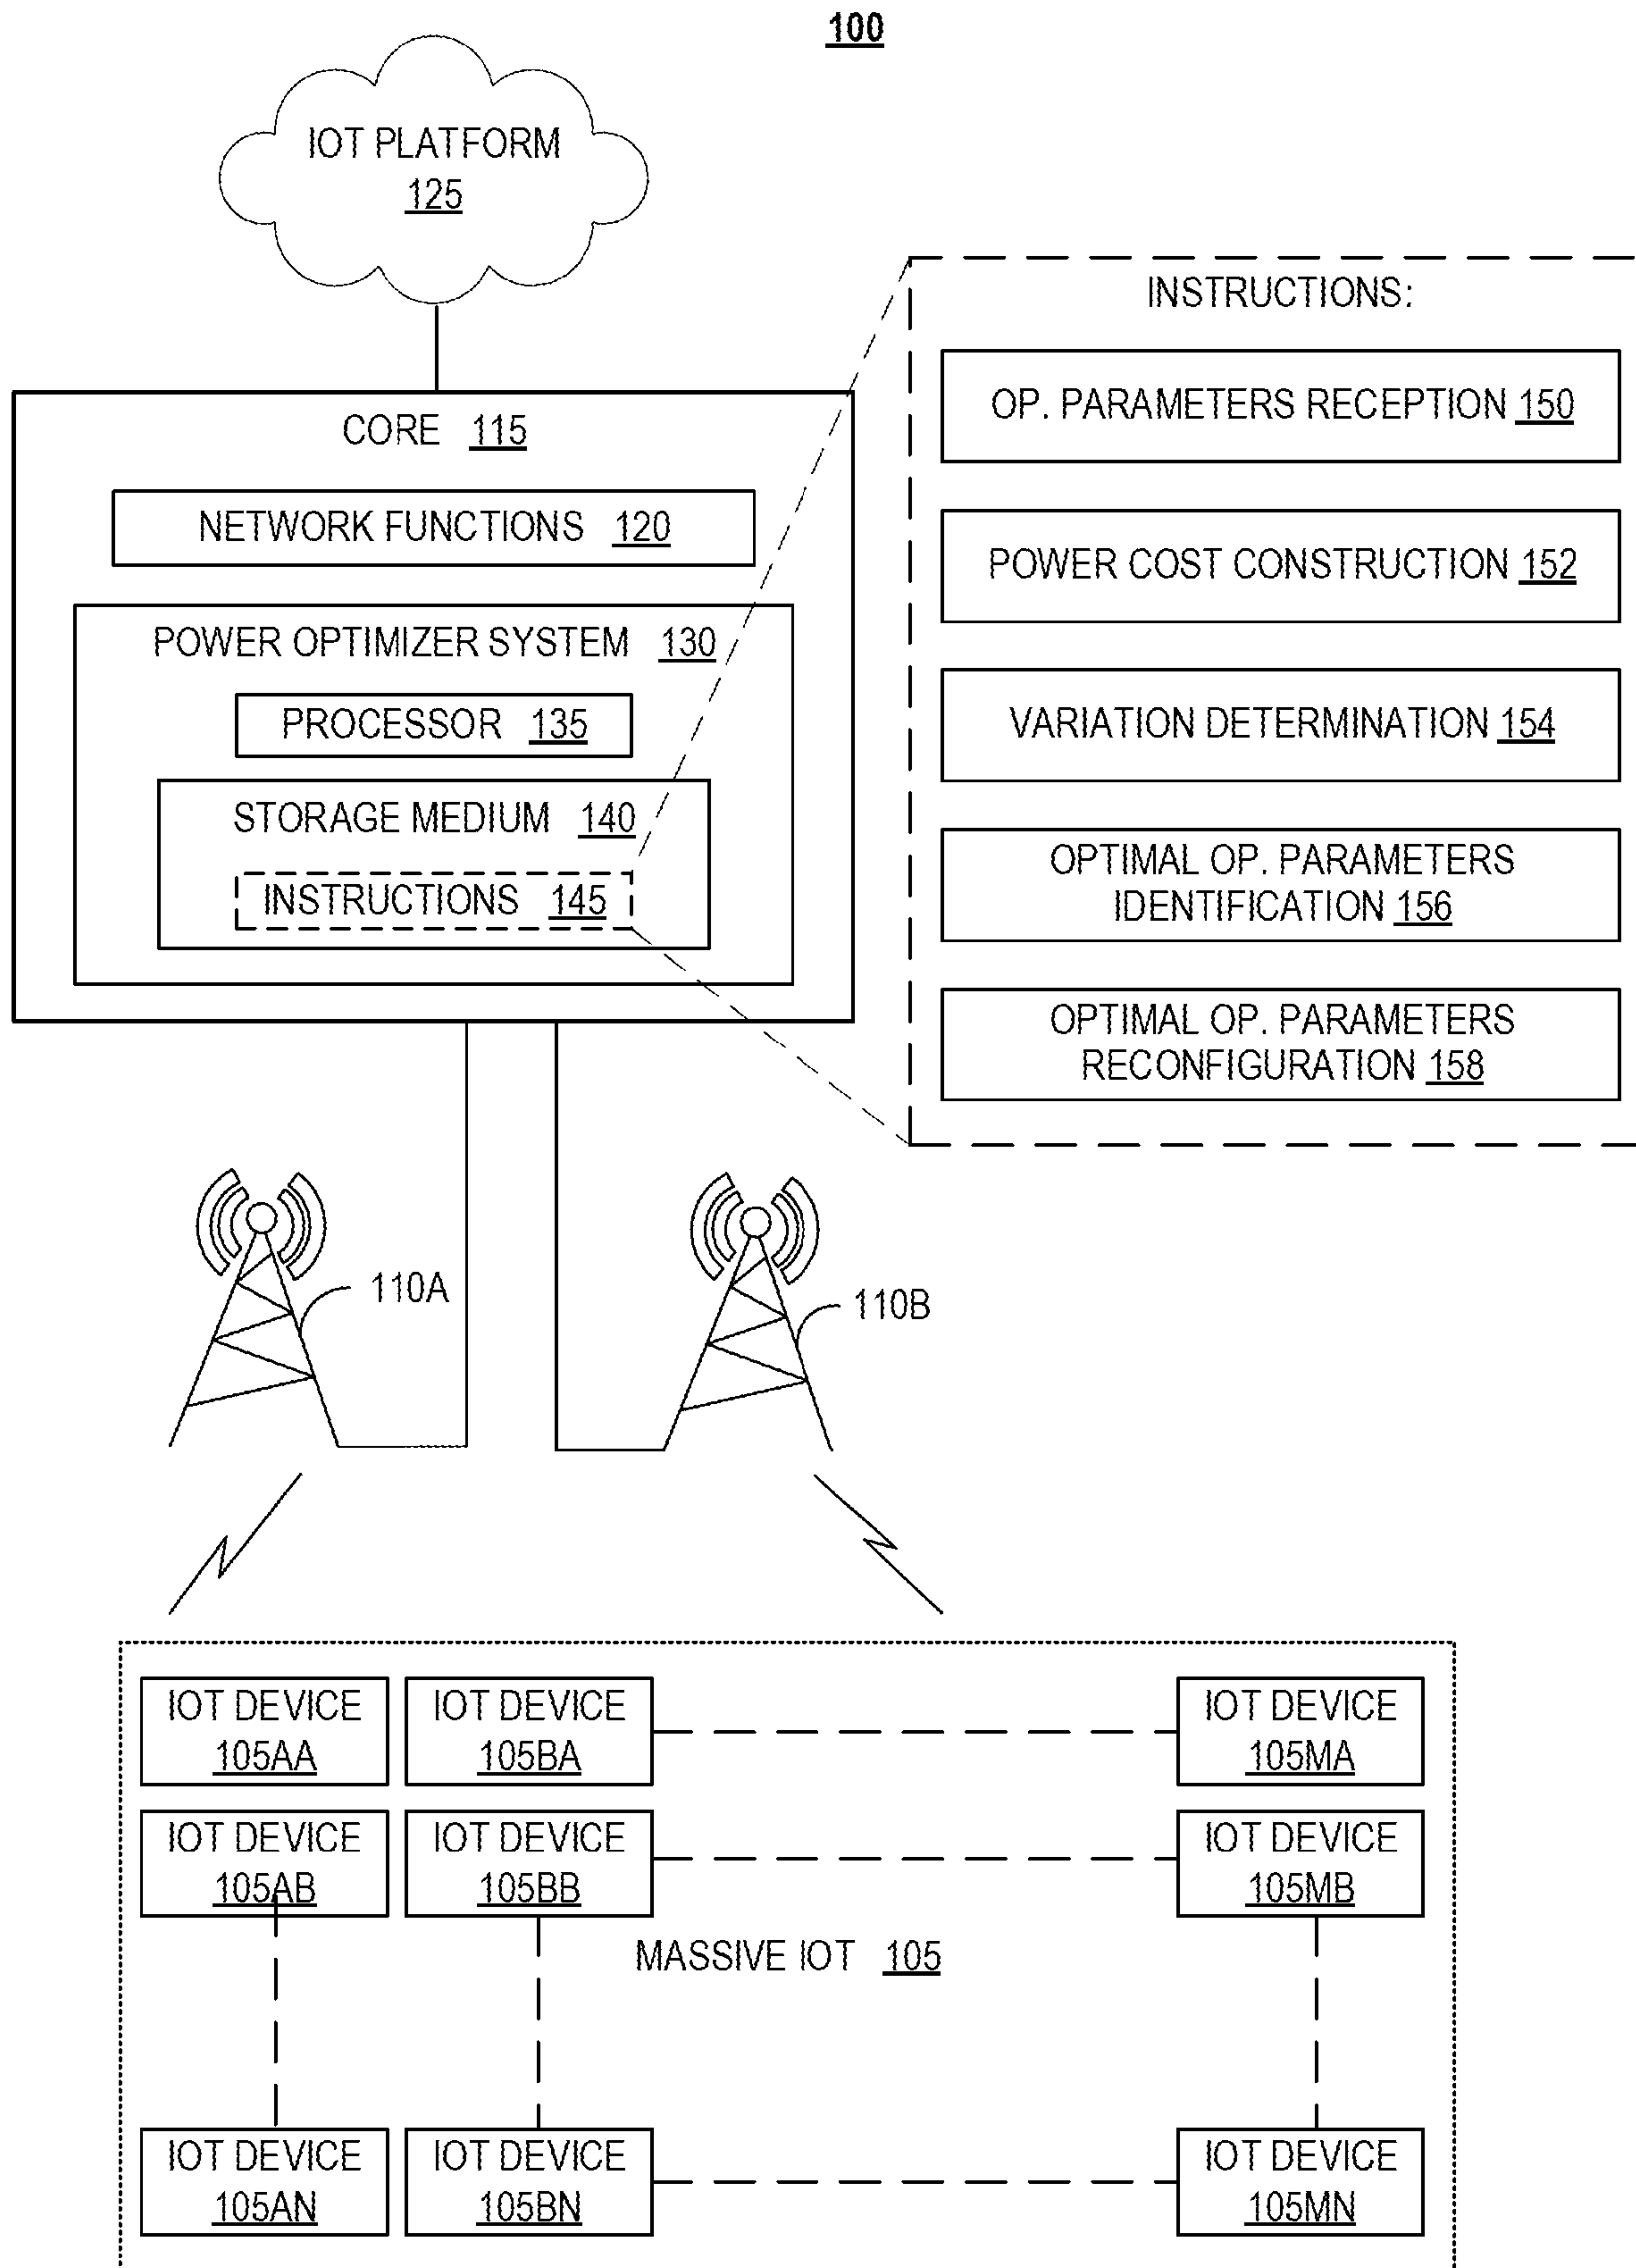 100
IOT PLATFORM
125
CORE 115
NETWORK FUNCTIONS 120
POWER OPTIMIZER SYSTEM 130
PROCESSOR 135
STORAGE MEDIUM 140
INSTRUCTIONS 145
INSTRUCTIONS:
OP. PARAMETERS RECEPTION 150
POWER COST CONSTRUCTION 152
VARIATION DETERMINATION 154
OPTIMAL OP. PARAMETERS
IDENTIFICATION 156
OPTIMAL OP. PARAMETERS
RECONFIGURATION 158
110A
110B
IOT DEVICE
105AA
IOT DEVICE
105BA
IOT DEVICE
105MA
IOT DEVICE
105AB
IOT DEVICE
105BB
IOT DEVICE
105MB
MASSIVE IOT 105
IOT DEVICE
105AN
IOT DEVICE
105BN
IOT DEVICE
105MN